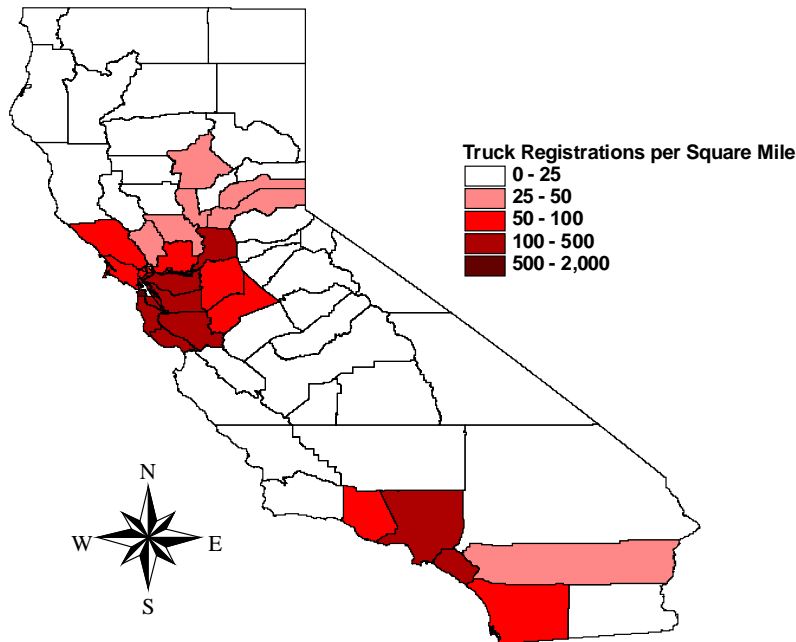 Truck Registrations per Square Mile
0 - 25
25 - 50
50 - 100
100 - 500
500 - 2,000
N
W E
S